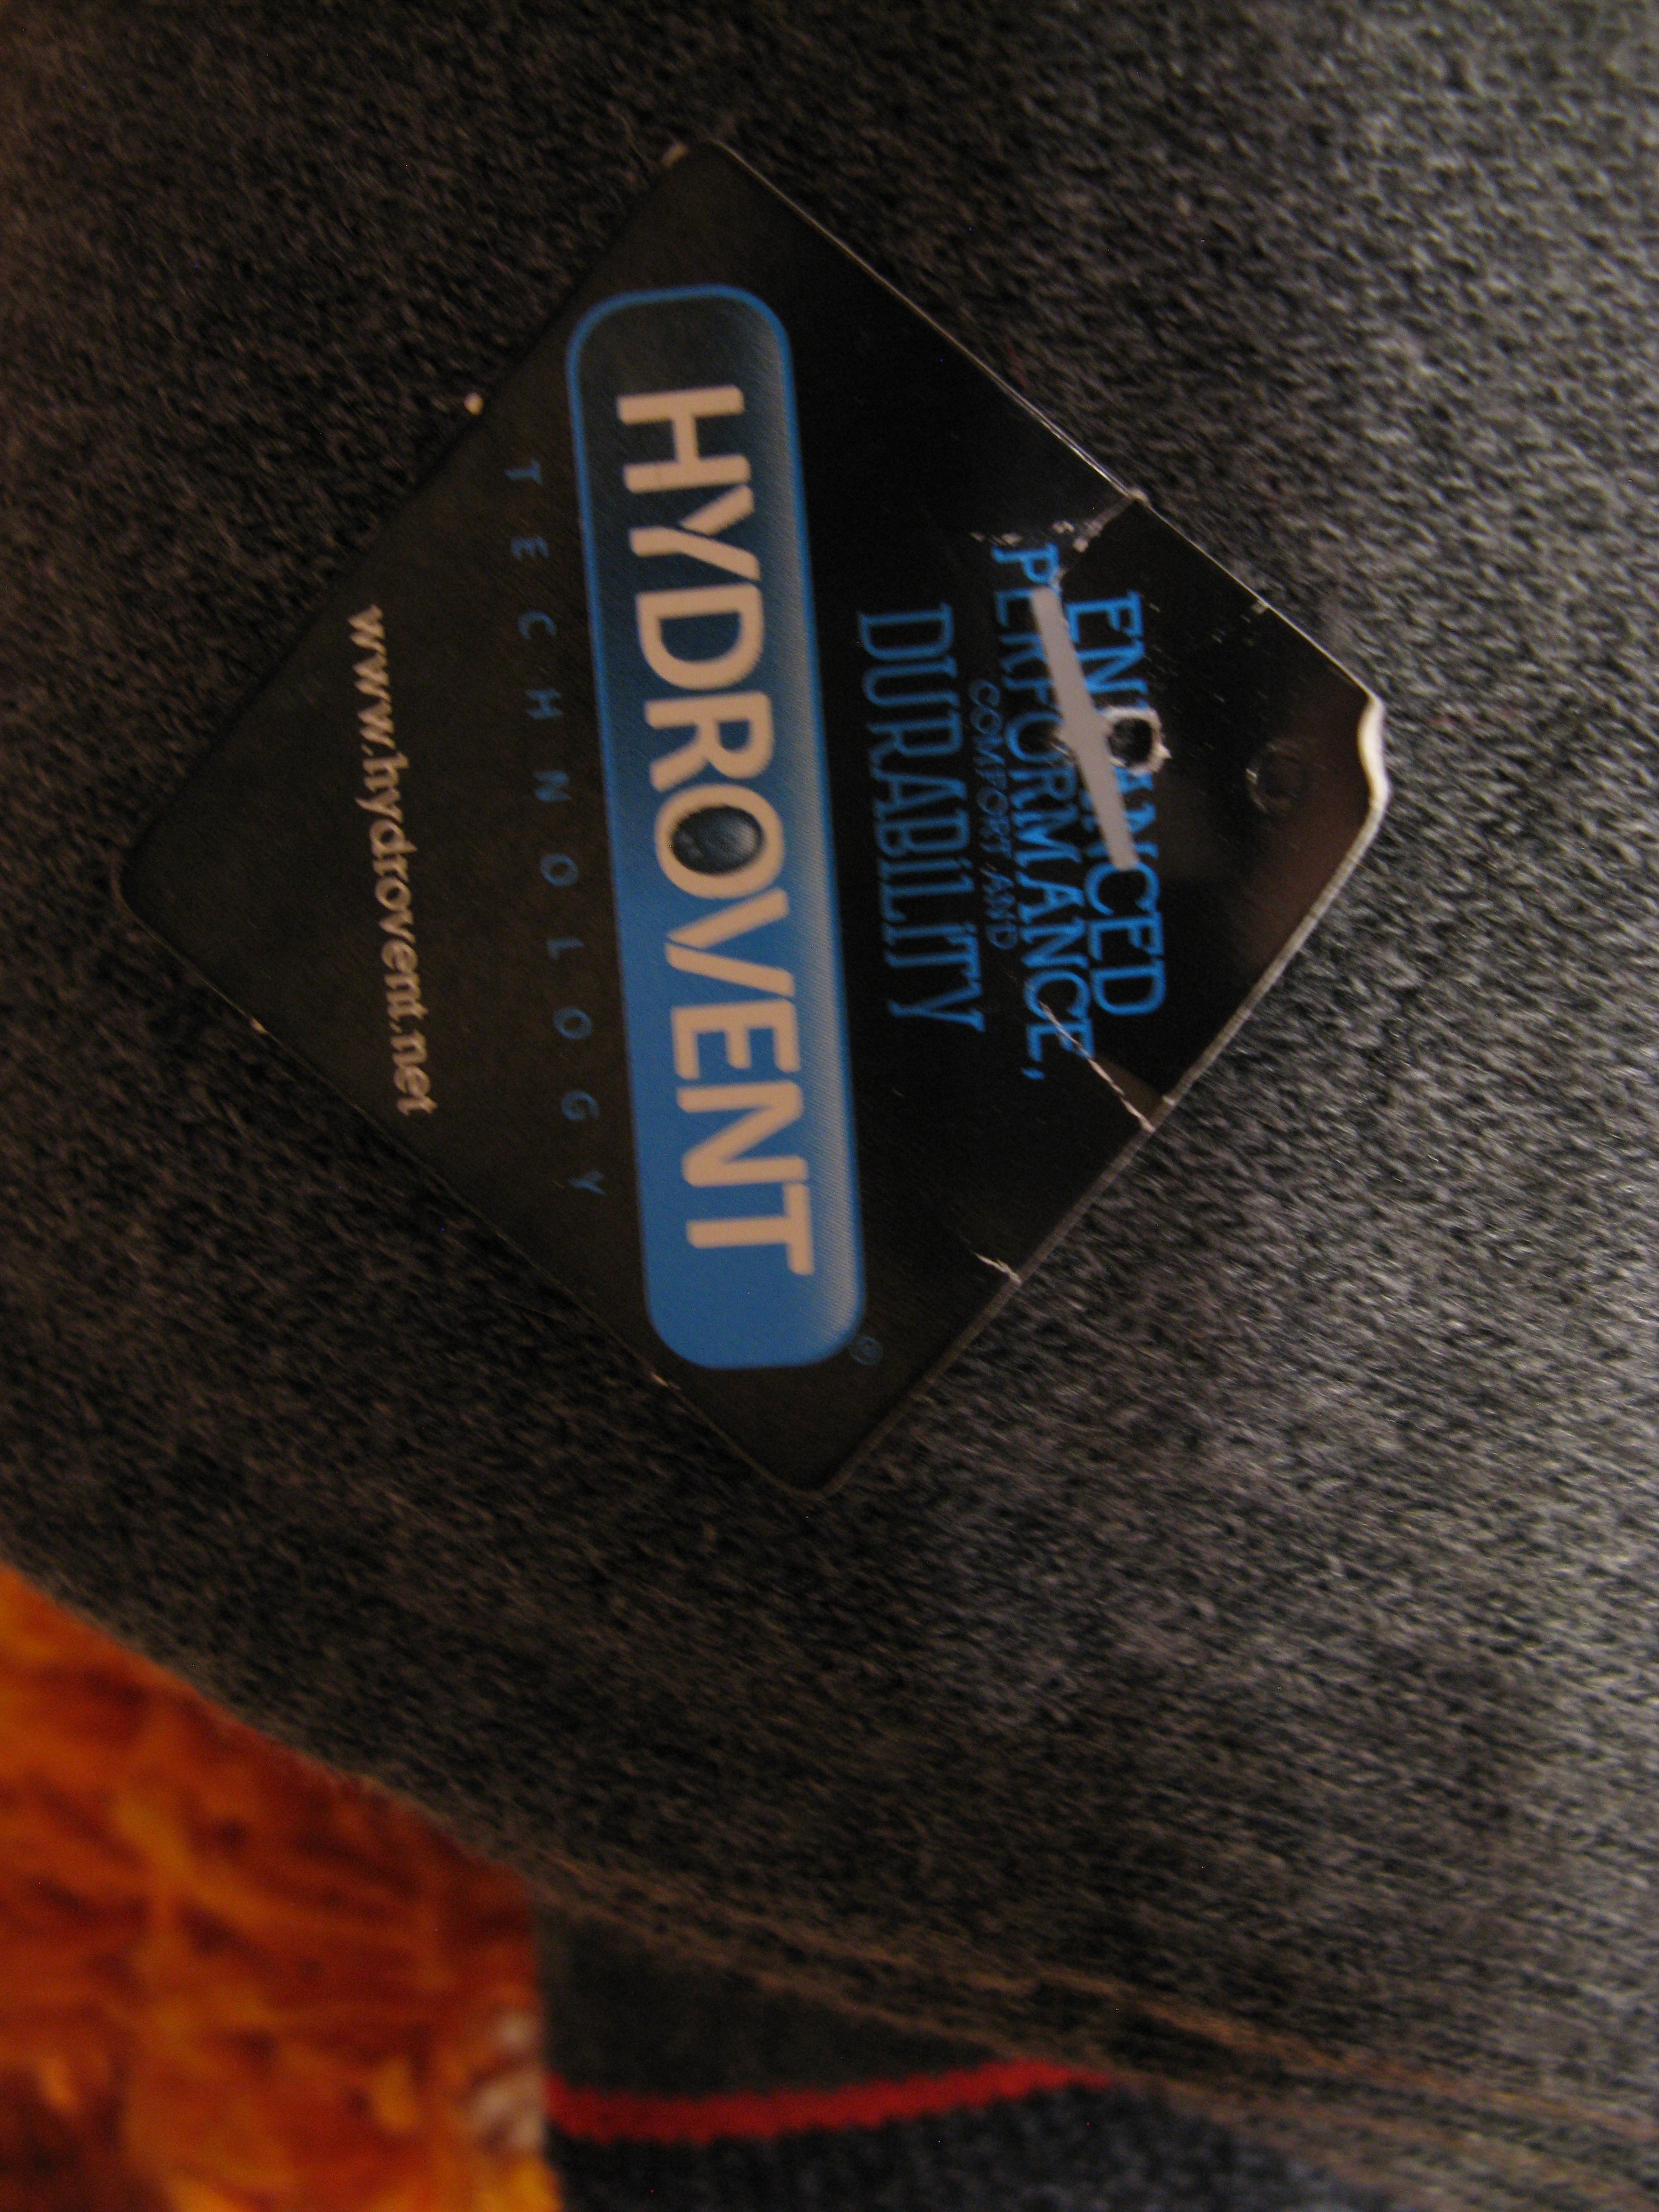 ENHANCED
PERFORMANCE,
COMFORT AND
DURABILITY
HYDROVENT
®
TECHNOLOGY
www.hydrovent.net